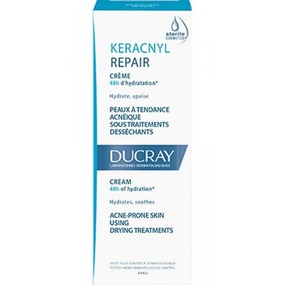 sterile
cosmetics
KERACNYL
REPAIR
CRÈME
48h d'hydratation*
Hydrate, apaise
PEAUX À TENDANCE
ACNÉIQUE
SOUS TRAITEMENTS
DESSÉCHANTS
DUCRAY
LABORATOIRES DERMATOLOGIQUES
CREAM
48h of hydration*
Hydrates, soothes
ACNE-PRONE SKIN
USING
DRYING TREATMENTS
PARIS